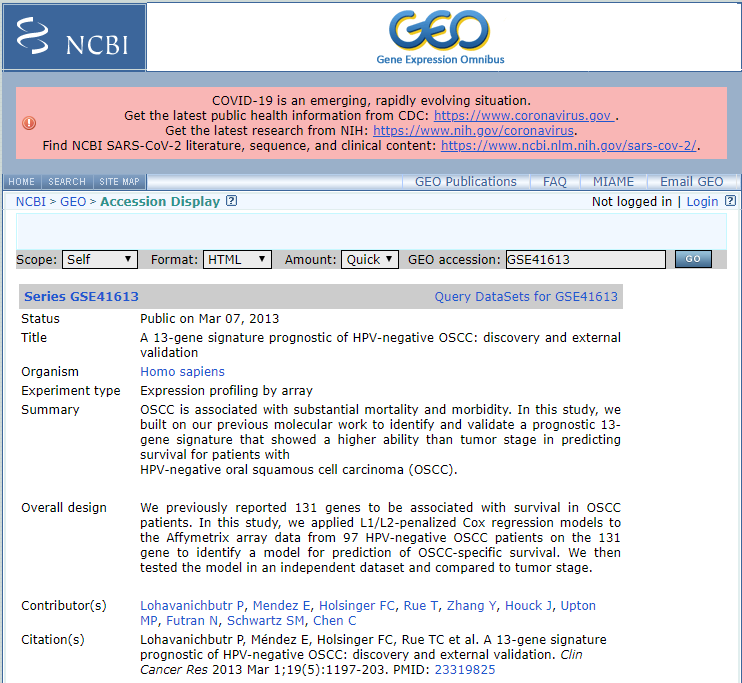 NCBI
GEO
Gene Expression Omnibus
COVID-19 is an emerging, rapidly evolving situation.
Get the latest public health information from CDC: https://www.coronavirus.gov .
Get the latest research from NIH: https://www.nih.gov/coronavirus.
Find NCBI SARS-CoV-2 literature, sequence, and clinical content: https://www.ncbi.nlm.nih.gov/sars-cov-2/.
HOME SEARCH SITE MAP GEO Publications FAQ MIAME Email GEO
NCBI > GEO > Accession Display ? Not logged in | Login ?
Scope: Self Format: HTML Amount: Quick GEO accession: GSE41613 GO
Series GSE41613 Query DataSets for GSE41613
Status Public on Mar 07, 2013
Title A 13-gene signature prognostic of HPV-negative OSCC: discovery and external
validation
Organism Homo sapiens
Experiment type Expression profiling by array
Summary OSCC is associated with substantial mortality and morbidity. In this study, we
built on our previous molecular work to identify and validate a prognostic 13-
gene signature that showed a higher ability than tumor stage in predicting
survival for patients with
HPV-negative oral squamous cell carcinoma (OSCC).
Overall design We previously reported 131 genes to be associated with survival in OSCC
patients. In this study, we applied L1/L2-penalized Cox regression models to
the Affymetrix array data from 97 HPV-negative OSCC patients on the 131
gene to identify a model for prediction of OSCC-specific survival. We then
tested the model in an independent dataset and compared to tumor stage.
Contributor(s) Lohavanichbutr P, Mendez E, Holsinger FC, Rue T, Zhang Y, Houck J, Upton
MP, Futran N, Schwartz SM, Chen C
Citation(s) Lohavanichbutr P, Méndez E, Holsinger FC, Rue TC et al. A 13-gene signature
prognostic of HPV-negative OSCC: discovery and external validation. Clin
Cancer Res 2013 Mar 1;19(5):1197-203. PMID: 23319825